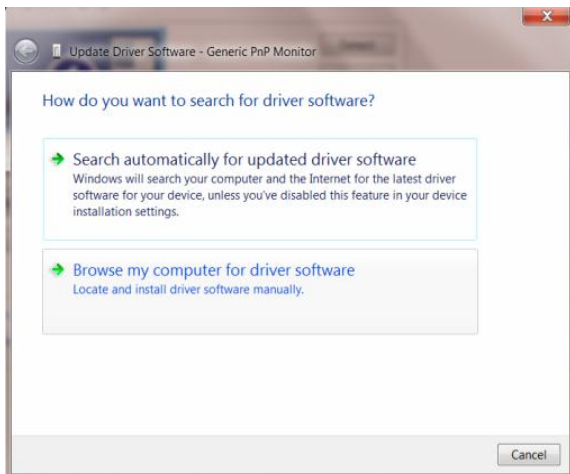 Update Driver Software - Generic PnP Monitor
How do you want to search for driver software?
Search automatically for updated driver software
Windows will search your computer and the Internet for the latest driver
software for your device, unless you've disabled this feature in your device
installation settings.
Browse my computer for driver software
Locate and install driver software manually.
Cancel